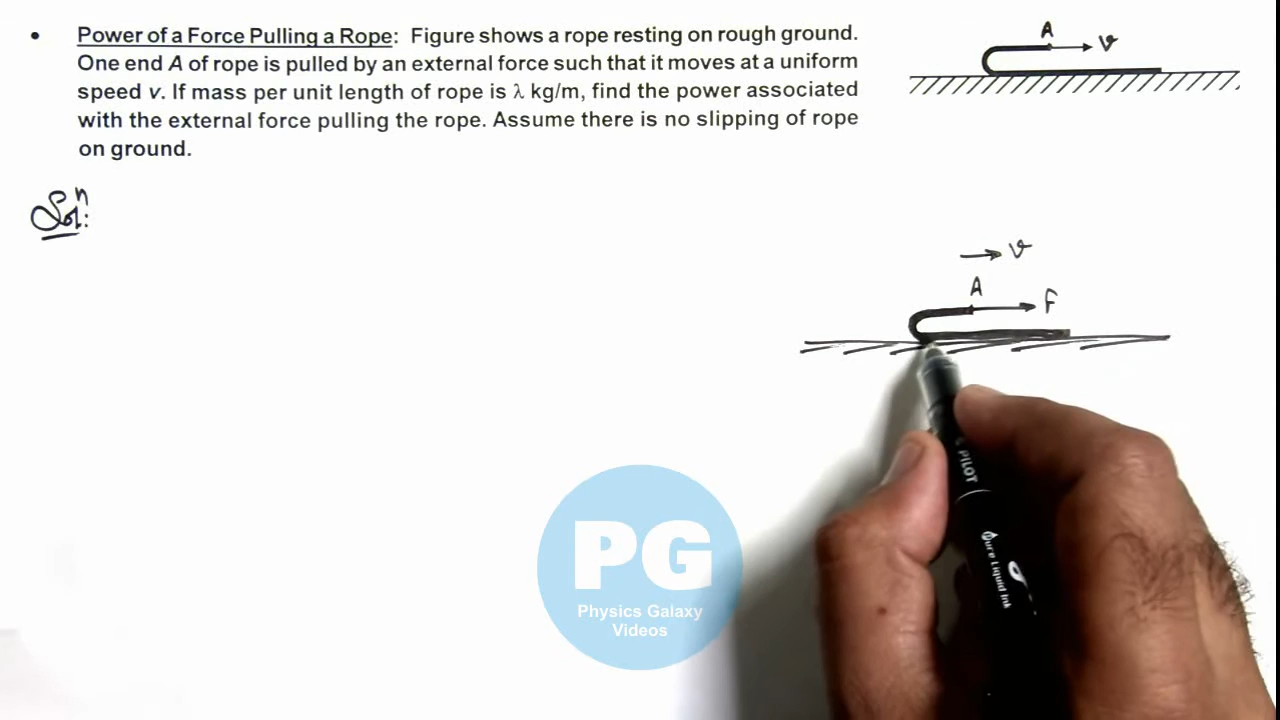 • Power of a Force Pulling a Rope: Figure shows a rope resting on rough ground.
One end A of rope is pulled by an external force such that it moves at a uniform
speed v. If mass per unit length of rope is λ kg/m, find the power associated
with the external force pulling the rope. Assume there is no slipping of rope
on ground.
A
v
Solⁿ:
v
A
F
PILOT
Pure Liquid Ink
PG
Physics Galaxy
Videos